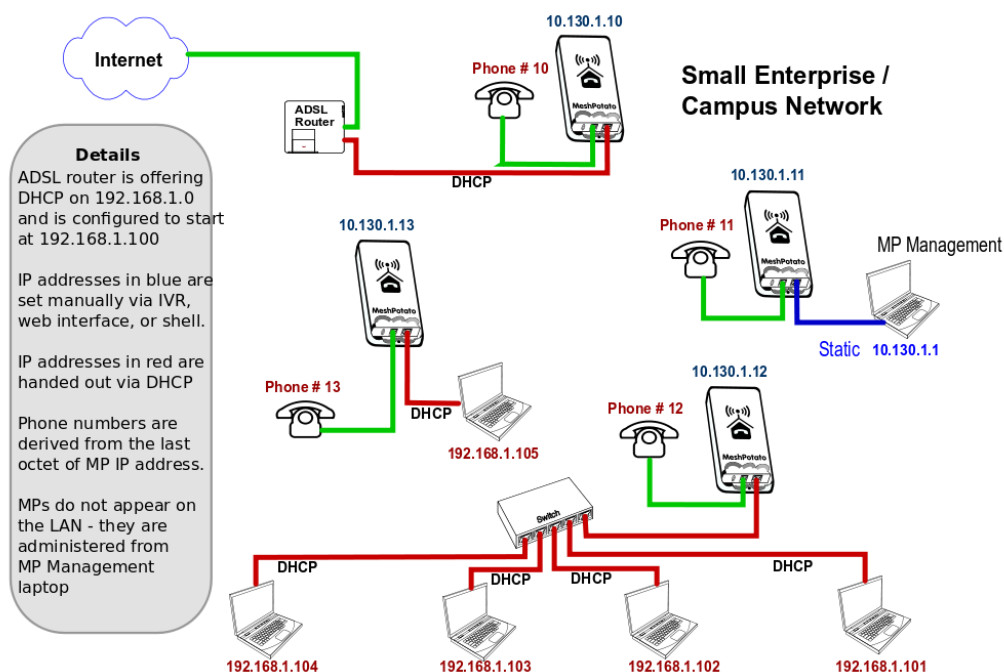 Internet
ADSL
Router
10.130.1.10
Phone # 10
MeshPotato
DHCP
Small Enterprise /
Campus Network
Details
ADSL router is offering
DHCP on 192.168.1.0
and is configured to start
at 192.168.1.100
IP addresses in blue are
set manually via IVR,
web interface, or shell.
IP addresses in red are
handed out via DHCP
Phone numbers are
derived from the last
octet of MP IP address.
MPs do not appear on
the LAN - they are
administered from
MP Management
laptop
10.130.1.11
Phone # 11
MeshPotato
MP Management
Static 10.130.1.1
10.130.1.13
MeshPotato
Phone # 13
DHCP
192.168.1.105
10.130.1.12
Phone # 12
MeshPotato
Switch
DHCP
DHCP
DHCP
DHCP
192.168.1.104
192.168.1.103
192.168.1.102
192.168.1.101